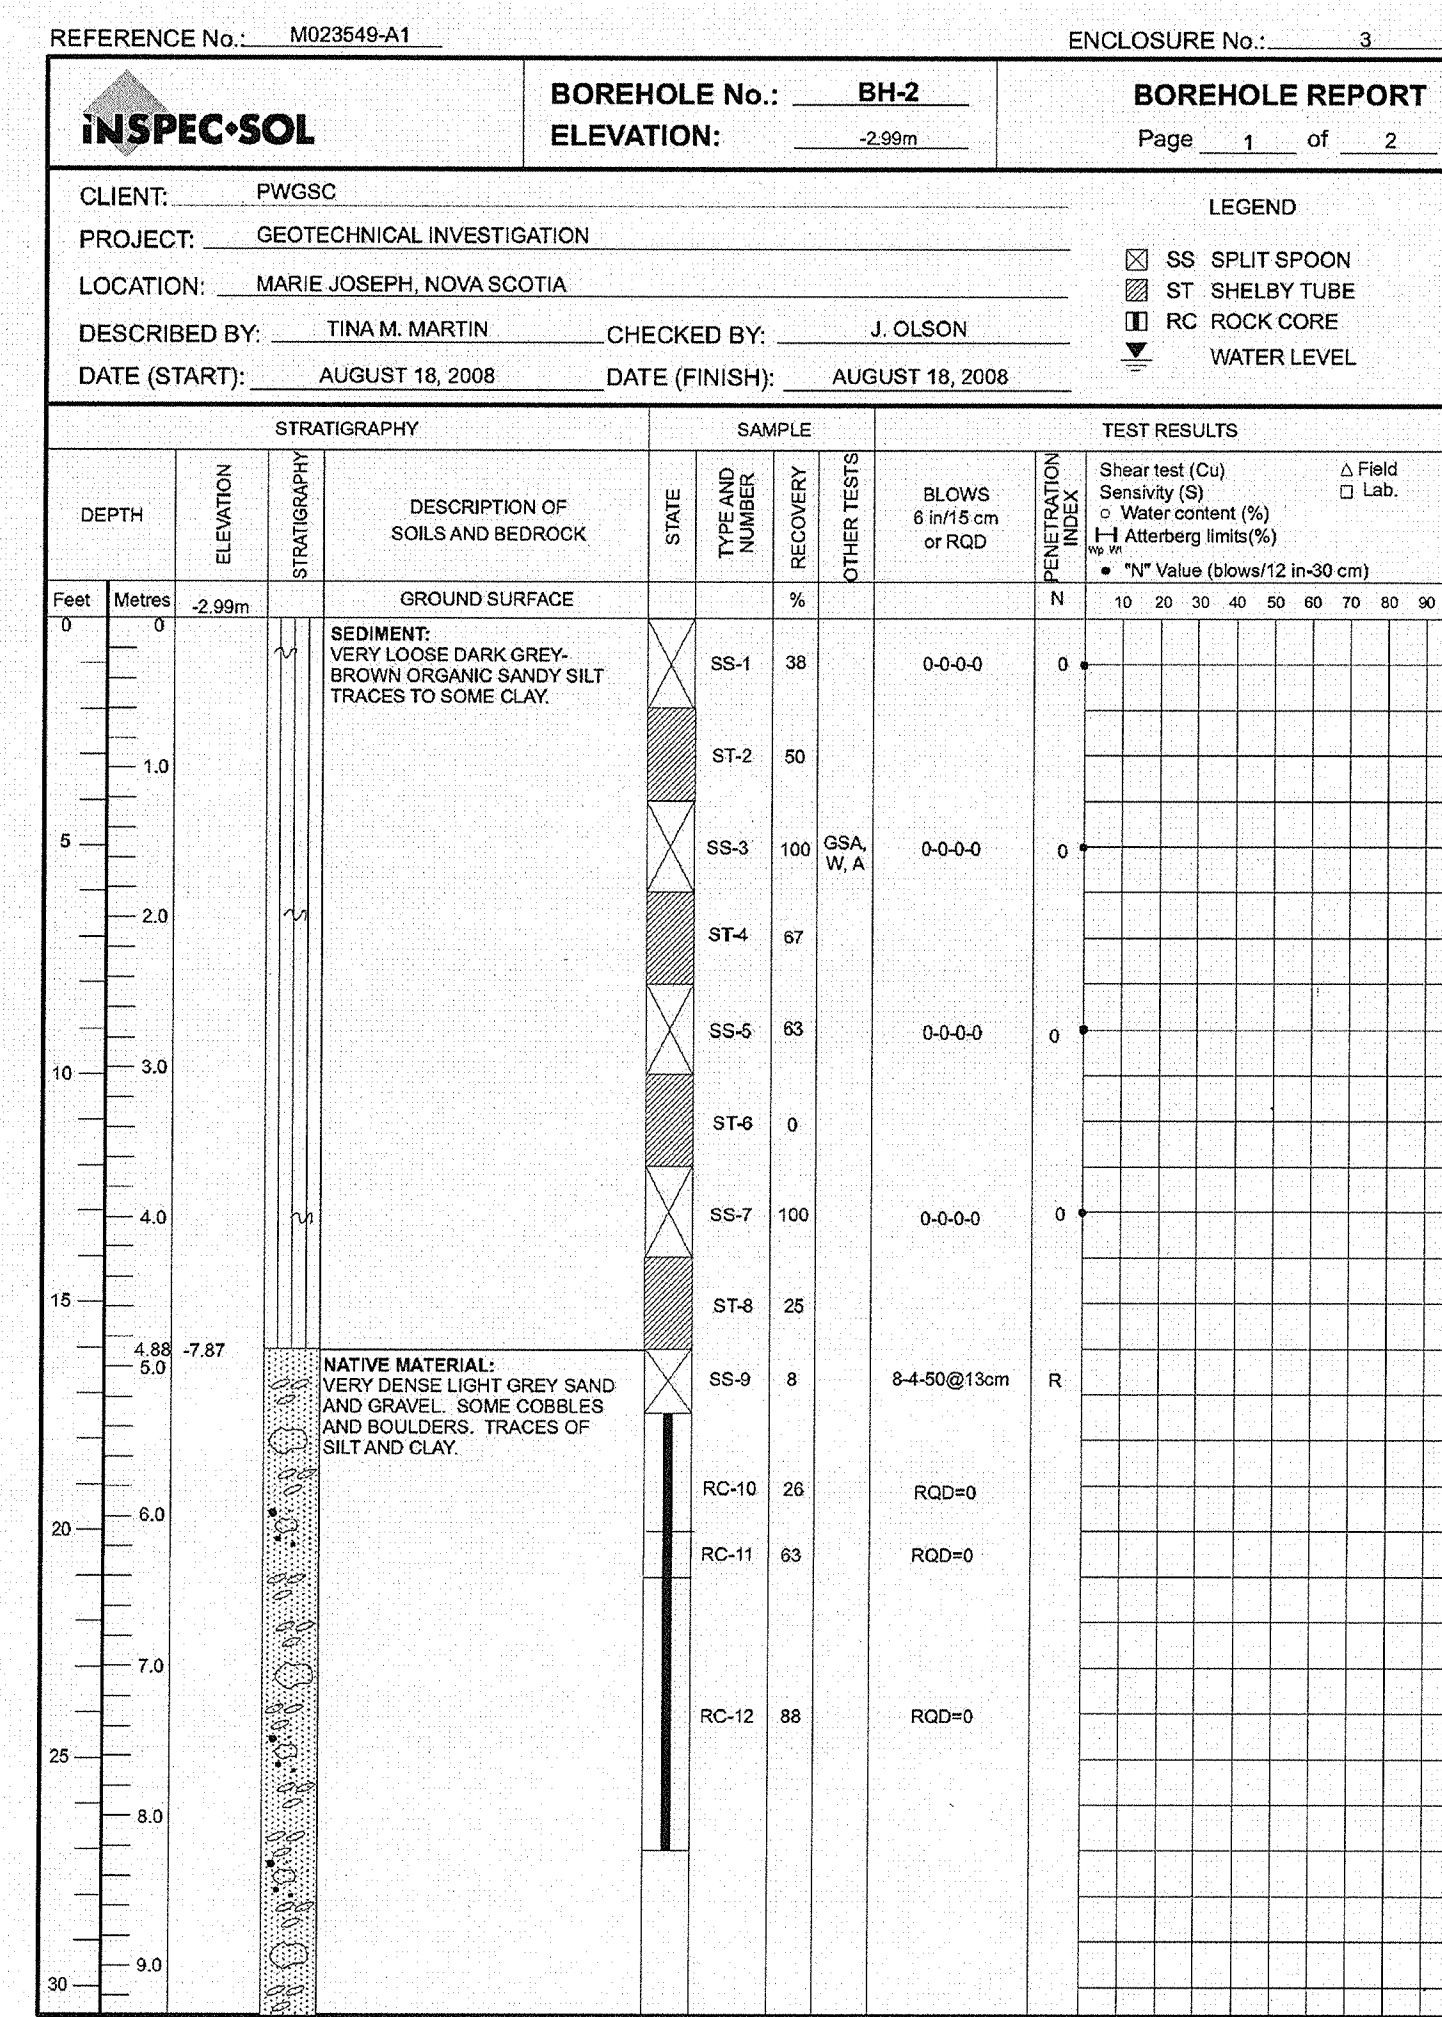 REFERENCE No.: M023549-A1 ENCLOSURE No.: 3
iNSPEC•SOL
BOREHOLE No.: BH-2
ELEVATION: -2.99m
BOREHOLE REPORT
Page 1 of 2
CLIENT: PWGSC
PROJECT: GEOTECHNICAL INVESTIGATION
LOCATION: MARIE JOSEPH, NOVA SCOTIA
DESCRIBED BY: TINA M. MARTIN CHECKED BY: J. OLSON
DATE (START): AUGUST 18, 2008 DATE (FINISH): AUGUST 18, 2008
LEGEND
SS SPLIT SPOON
ST SHELBY TUBE
RC ROCK CORE
WATER LEVEL
STRATIGRAPHY SAMPLE TEST RESULTS
DEPTH
ELEVATION
STRATIGRAPHY
DESCRIPTION OF
SOILS AND BEDROCK
STATE
TYPE AND
NUMBER
RECOVERY
OTHER TESTS
BLOWS
6 in/15 cm
or RQD
PENETRATION
INDEX
Shear test (Cu) △ Field
Sensivity (S) □ Lab.
○ Water content (%)
Atterberg limits(%)
Wp Wl
● "N" Value (blows/12 in-30 cm)
Feet Metres -2.99m GROUND SURFACE % N 10 20 30 40 50 60 70 80 90
0 0
SEDIMENT:
VERY LOOSE DARK GREY-
BROWN ORGANIC SANDY SILT
TRACES TO SOME CLAY.
SS-1 38 0-0-0-0 0
1.0 ST-2 50
5 SS-3 100 GSA, W, A 0-0-0-0 0
2.0 ST-4 67
SS-5 63 0-0-0-0 0
10 3.0
ST-6 0
4.0 SS-7 100 0-0-0-0 0
15 ST-8 25
4.88 -7.87
5.0
NATIVE MATERIAL:
VERY DENSE LIGHT GREY SAND
AND GRAVEL. SOME COBBLES
AND BOULDERS. TRACES OF
SILT AND CLAY.
SS-9 8 8-4-50@13cm R
RC-10 26 RQD=0
20 6.0
RC-11 63 RQD=0
7.0
RC-12 88 RQD=0
25
8.0
9.0
30